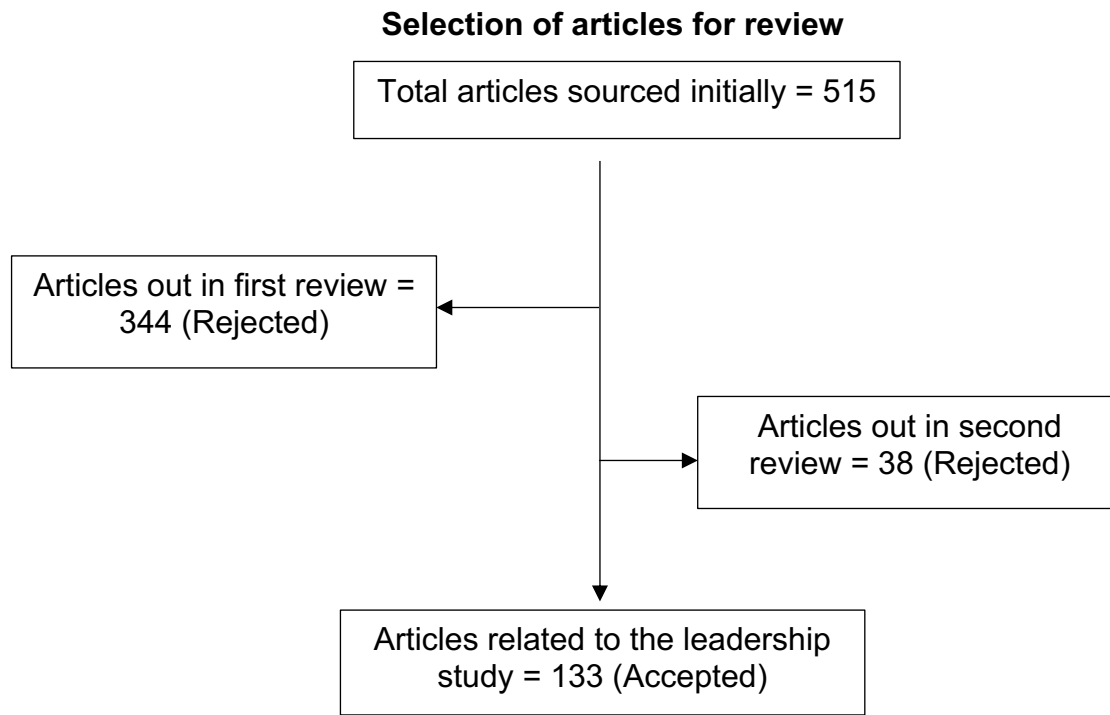 Selection of articles for review
Total articles sourced initially = 515
Articles out in first review =
344 (Rejected)
Articles out in second
review = 38 (Rejected)
Articles related to the leadership
study = 133 (Accepted)